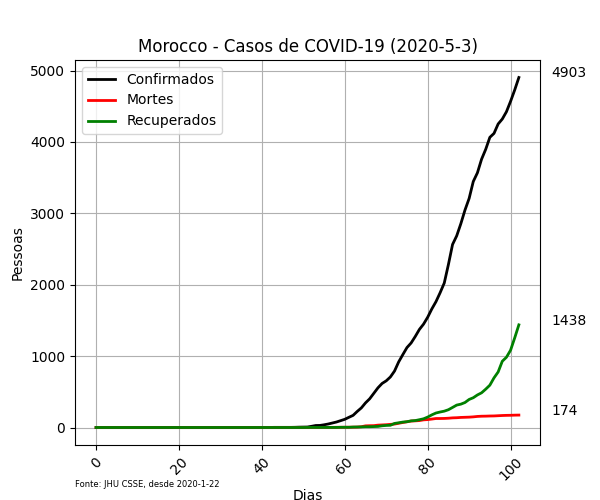 Morocco - Casos de COVID-19 (2020-5-3)
Confirmados
Mortes
Recuperados
5000
4000
3000
2000
1000
0
Pessoas
4903
1438
174
0
20
40
60
80
100
Dias
Fonte: JHU CSSE, desde 2020-1-22